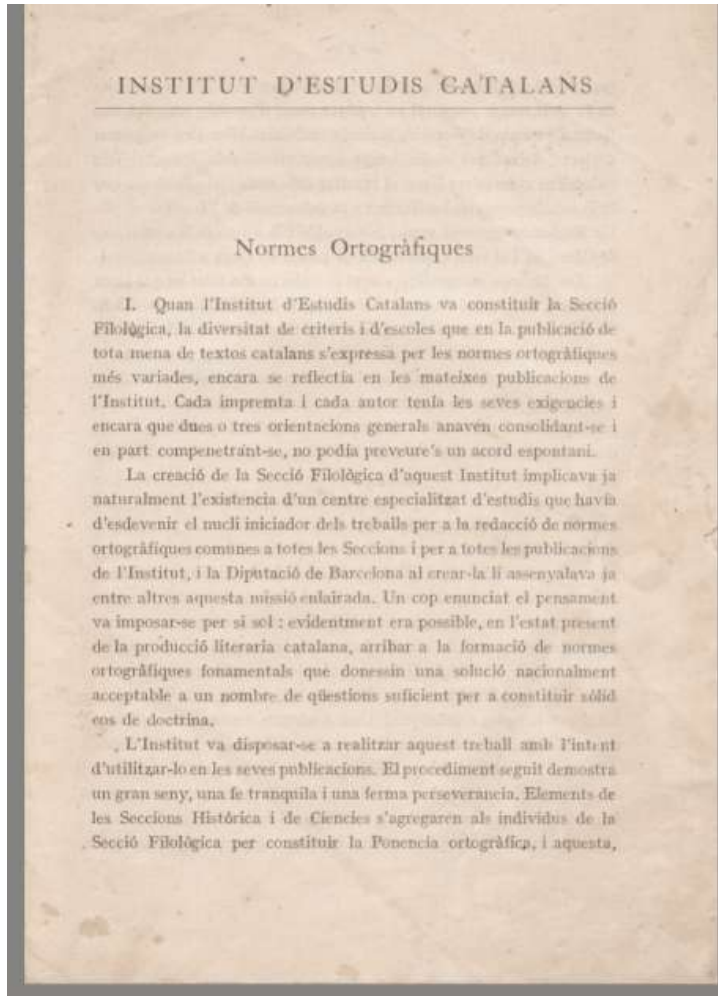 INSTITUT D'ESTUDIS CATALANS
Normes Ortogràfiques
I. Quan l'Institut d'Estudis Catalans va constituir la Secció
Filològica, la diversitat de criteris i d'escoles que en la publicació de
tota mena de textos catalans s'expressa per les normes ortogràfiques
més variades, encara se reflectía en les mateixes publicacions de
l'Institut. Cada impremta i cada autor tenía les seves exigencies i
encara que dues o tres orientacions generals anaven consolidant-se i
en part compenetrant-se, no podía preveure's un acord espontani.
La creació de la Secció Filològica d'aquest Institut implicava ja
naturalment l'existencia d'un centre especialitzat d'estudis que havía
d'esdevenir el nucli iniciador dels treballs per a la redacció de normes
ortogràfiques comunes a totes les Seccions i per a totes les publicacions
de l'Institut, i la Diputació de Barcelona al crear-la li assenyalava ja
entre altres aquesta missió enlairada. Un cop enunciat el pensament
va imposar-se per si sol : evidentment era possible, en l'estat present
de la producció literaria catalana, arribar a la formació de normes
ortogràfiques fonamentals que donessin una solució nacionalment
acceptable a un nombre de qüestions suficient per a constituir sòlid
cos de doctrina.
L'Institut va disposar-se a realitzar aquest treball amb l'intent
d'utilitzar-lo en les seves publicacions. El procediment seguit demostra
un gran seny, una fe tranquila i una ferma perseverancia. Elements de
les Seccions Històrica i de Ciencies s'agregaren als individus de la
Secció Filològica per constituir la Ponencia ortogràfica, i aquesta,